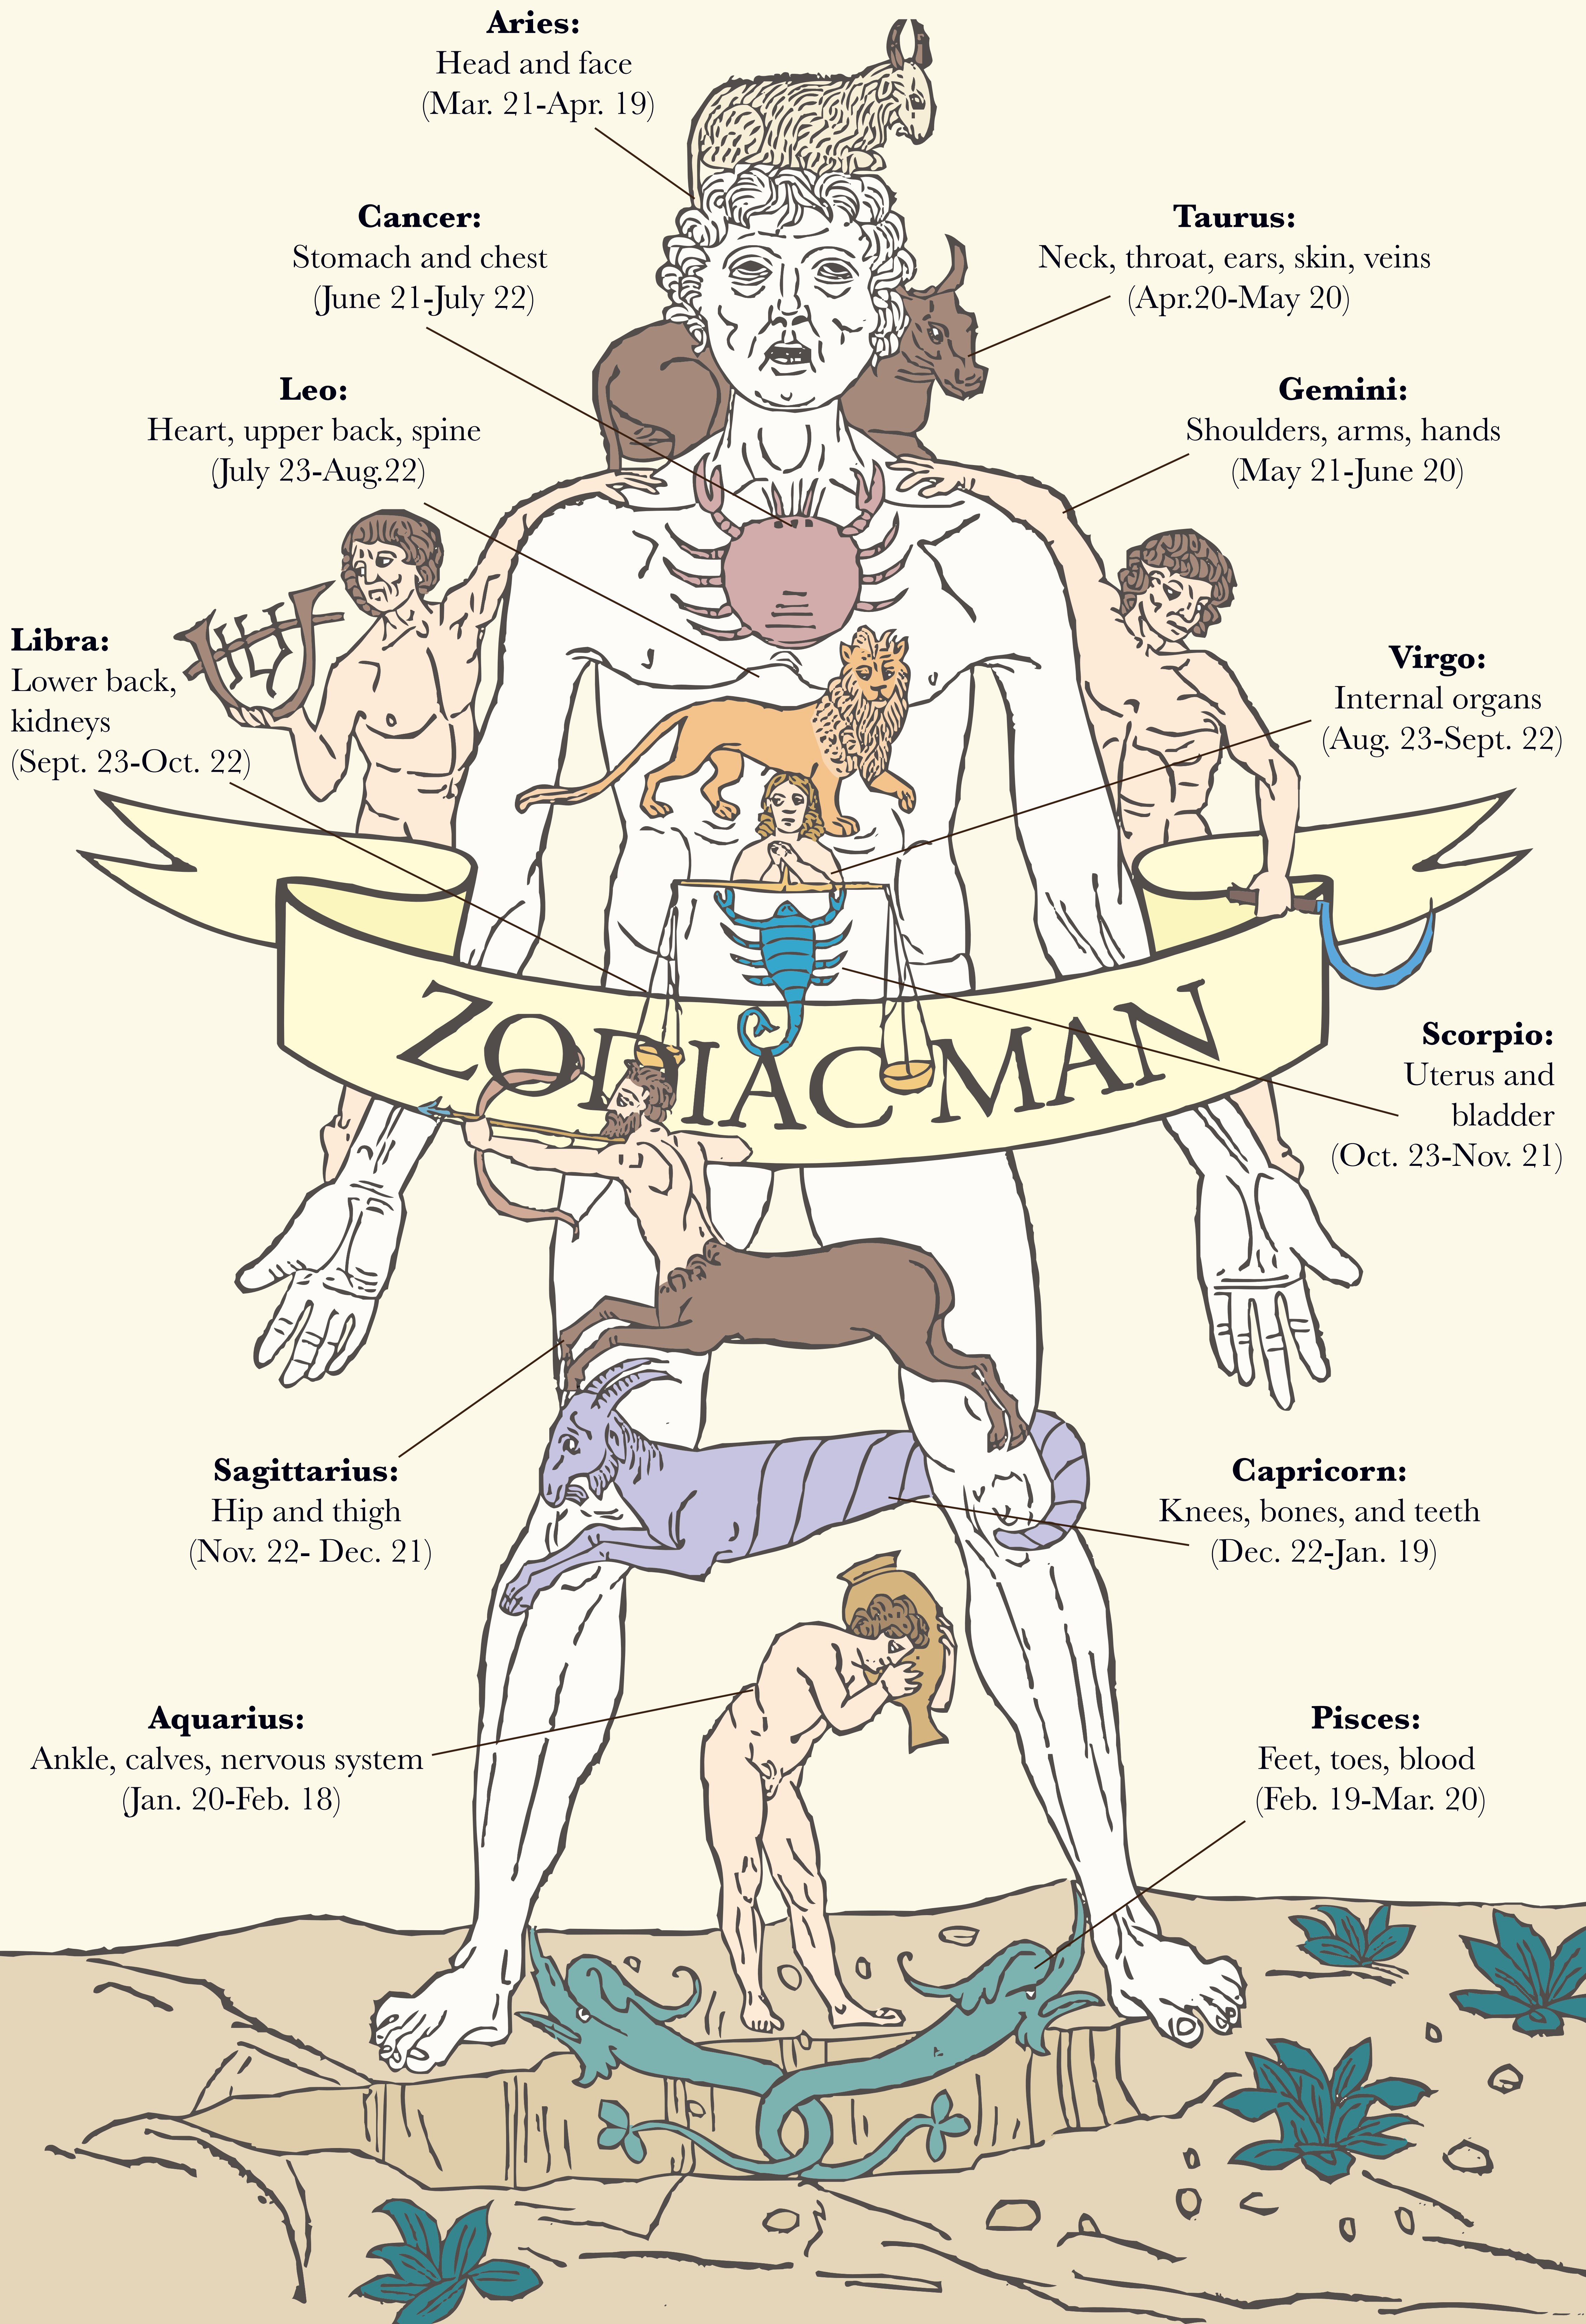 Aries:
Head and face
(Mar. 21-Apr. 19)
Cancer:
Stomach and chest
(June 21-July 22)
Taurus:
Neck, throat, ears, skin, veins
(Apr.20-May 20)
Leo:
Heart, upper back, spine
(July 23-Aug.22)
Gemini:
Shoulders, arms, hands
(May 21-June 20)
Libra:
Lower back,
kidneys
(Sept. 23-Oct. 22)
Virgo:
Internal organs
(Aug. 23-Sept. 22)
ZODIAC MAN
Scorpio:
Uterus and
bladder
(Oct. 23-Nov. 21)
Sagittarius:
Hip and thigh
(Nov. 22- Dec. 21)
Capricorn:
Knees, bones, and teeth
(Dec. 22-Jan. 19)
Aquarius:
Ankle, calves, nervous system
(Jan. 20-Feb. 18)
Pisces:
Feet, toes, blood
(Feb. 19-Mar. 20)